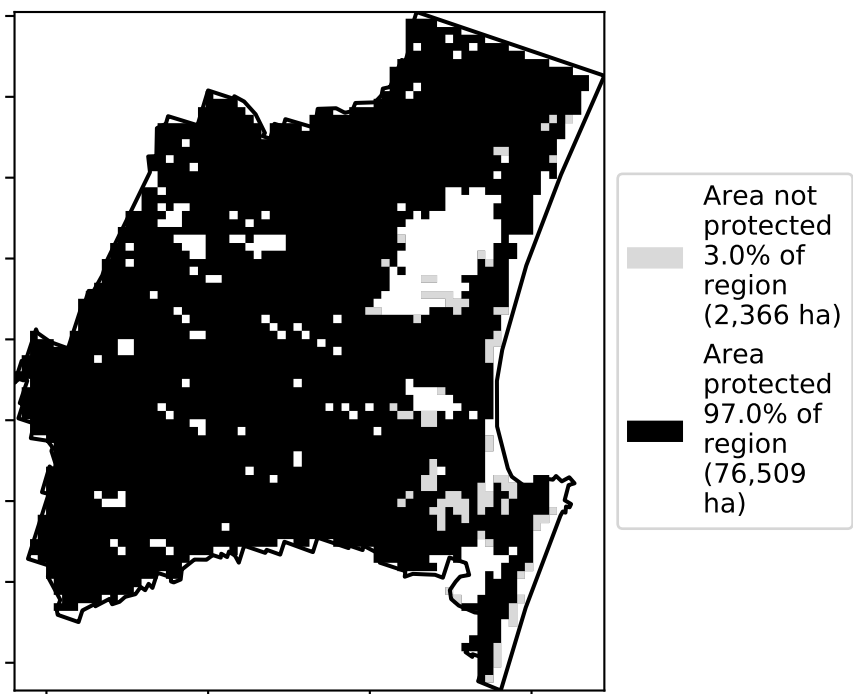 Area not
protected
3.0% of
region
(2,366 ha)
Area
protected
97.0% of
region
(76,509
ha)